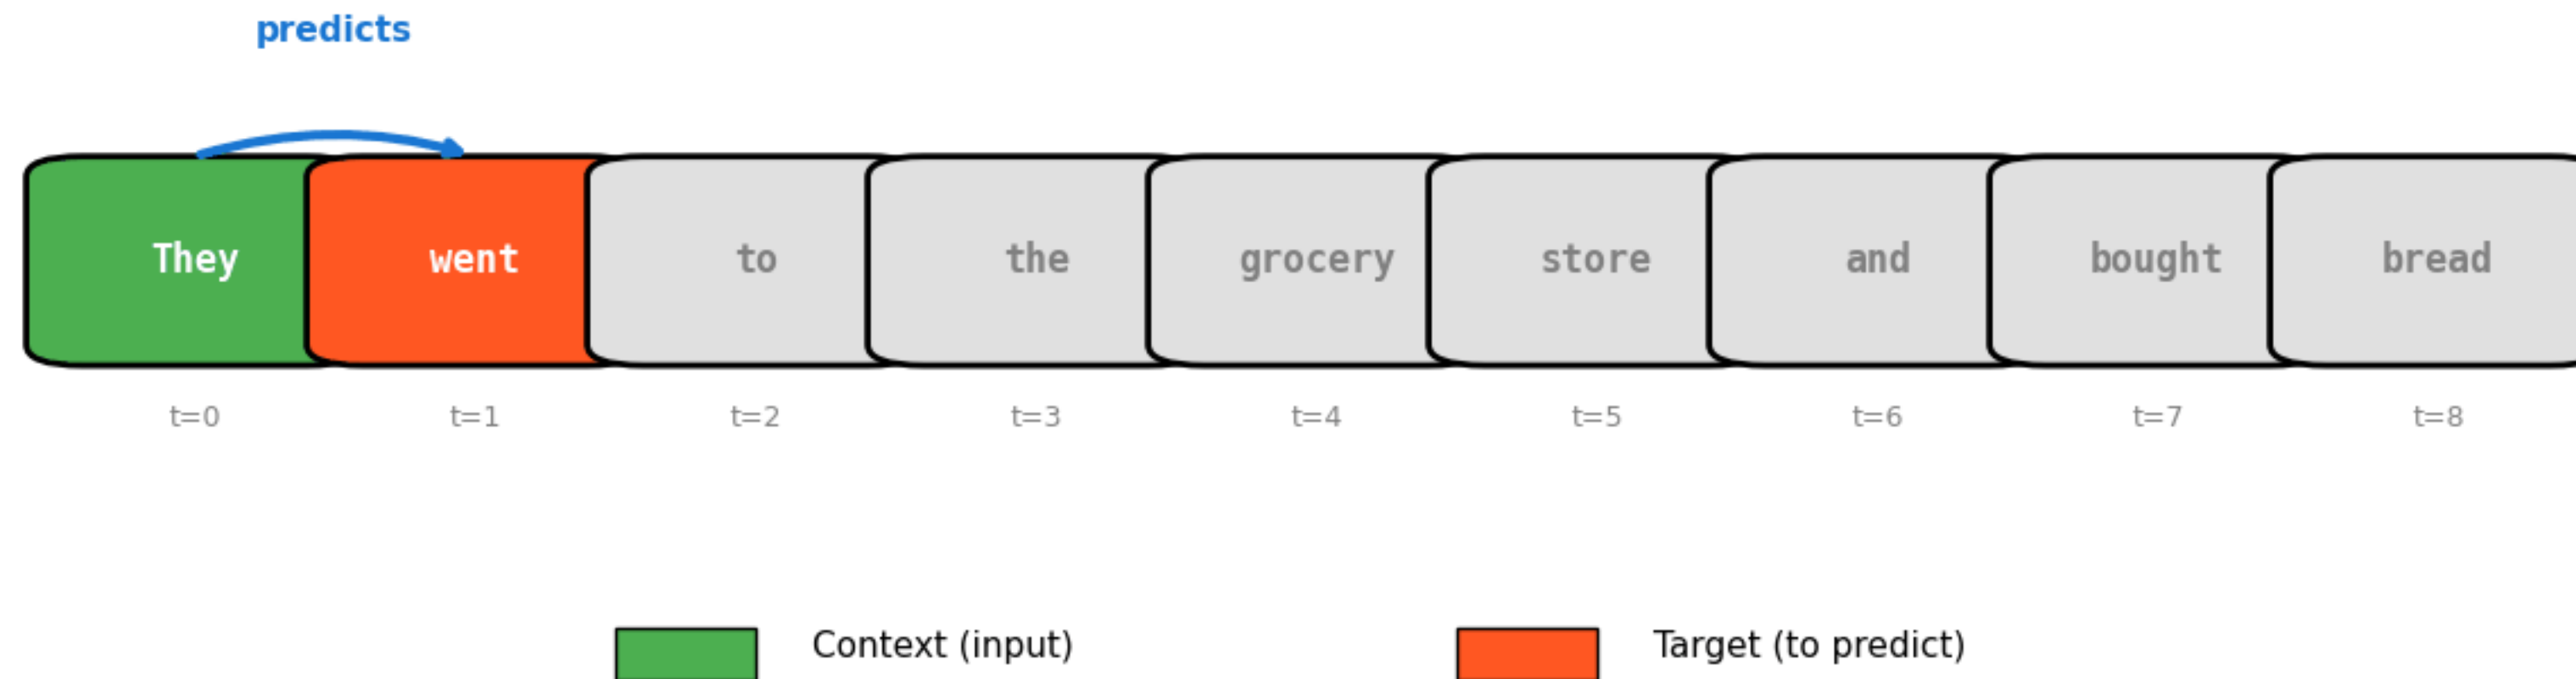 predicts
They went to the grocery store and bought bread
t=0 t=1 t=2 t=3 t=4 t=5 t=6 t=7 t=8
Context (input) Target (to predict)